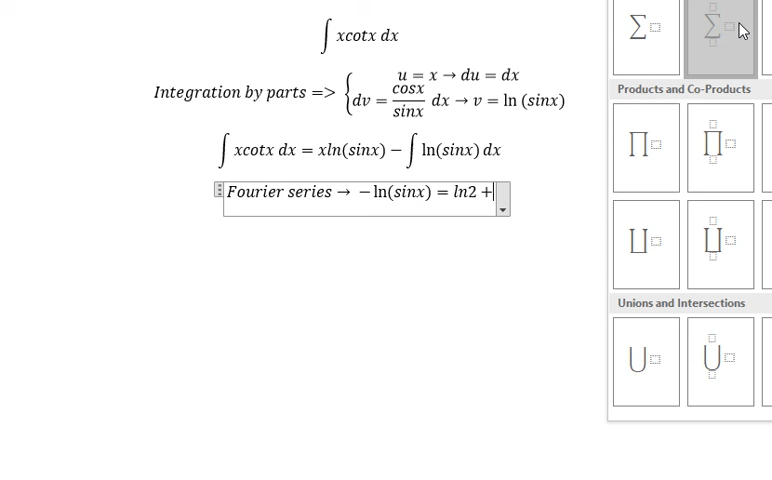 ∫ xcotx dx
Integration by parts => { u = x → du = dx
dv = cosx/sinx dx → v = ln (sinx)
∫ xcotx dx = xln(sinx) − ∫ ln(sinx) dx
Fourier series → −ln(sinx) = ln2 +
∑ ∑
Products and Co-Products
∏ ∏
∐ ∐
Unions and Intersections
⋃ ⋃